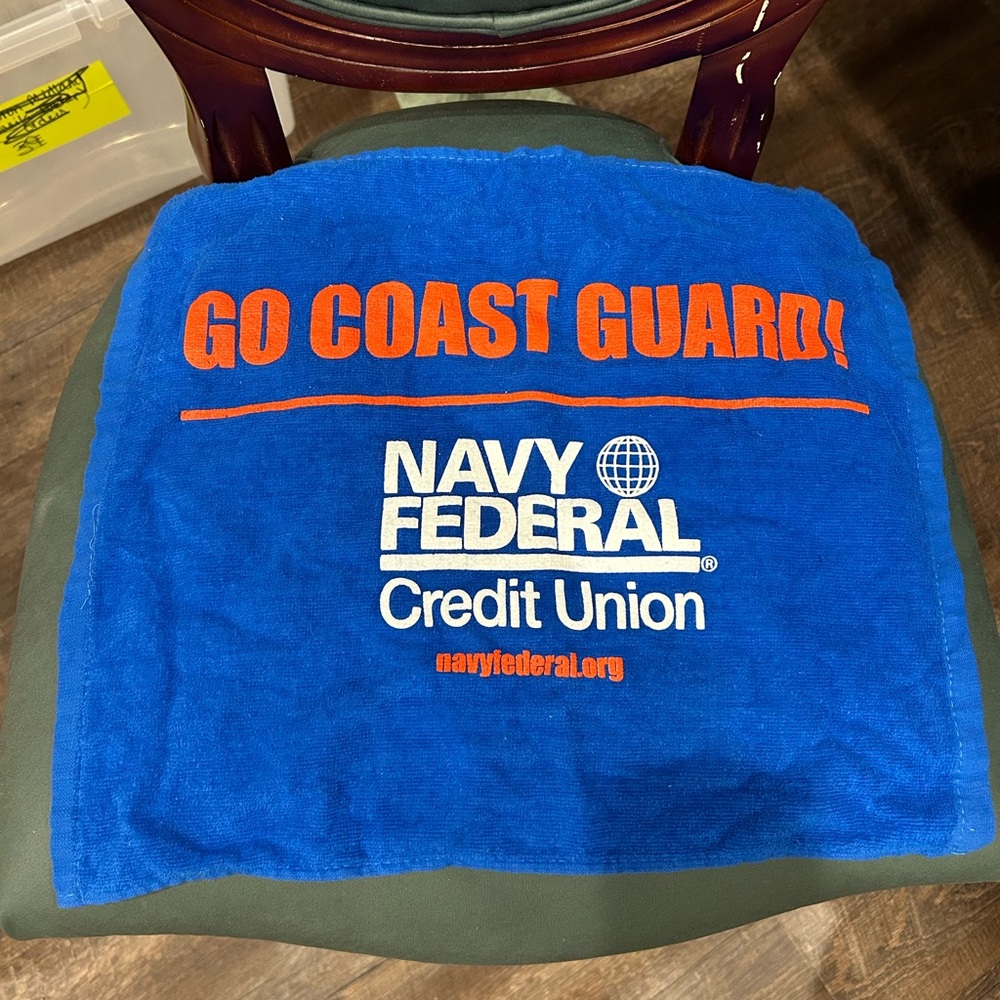 GO COAST GUARD!
NAVY
FEDERAL®
Credit Union
navyfederal.org